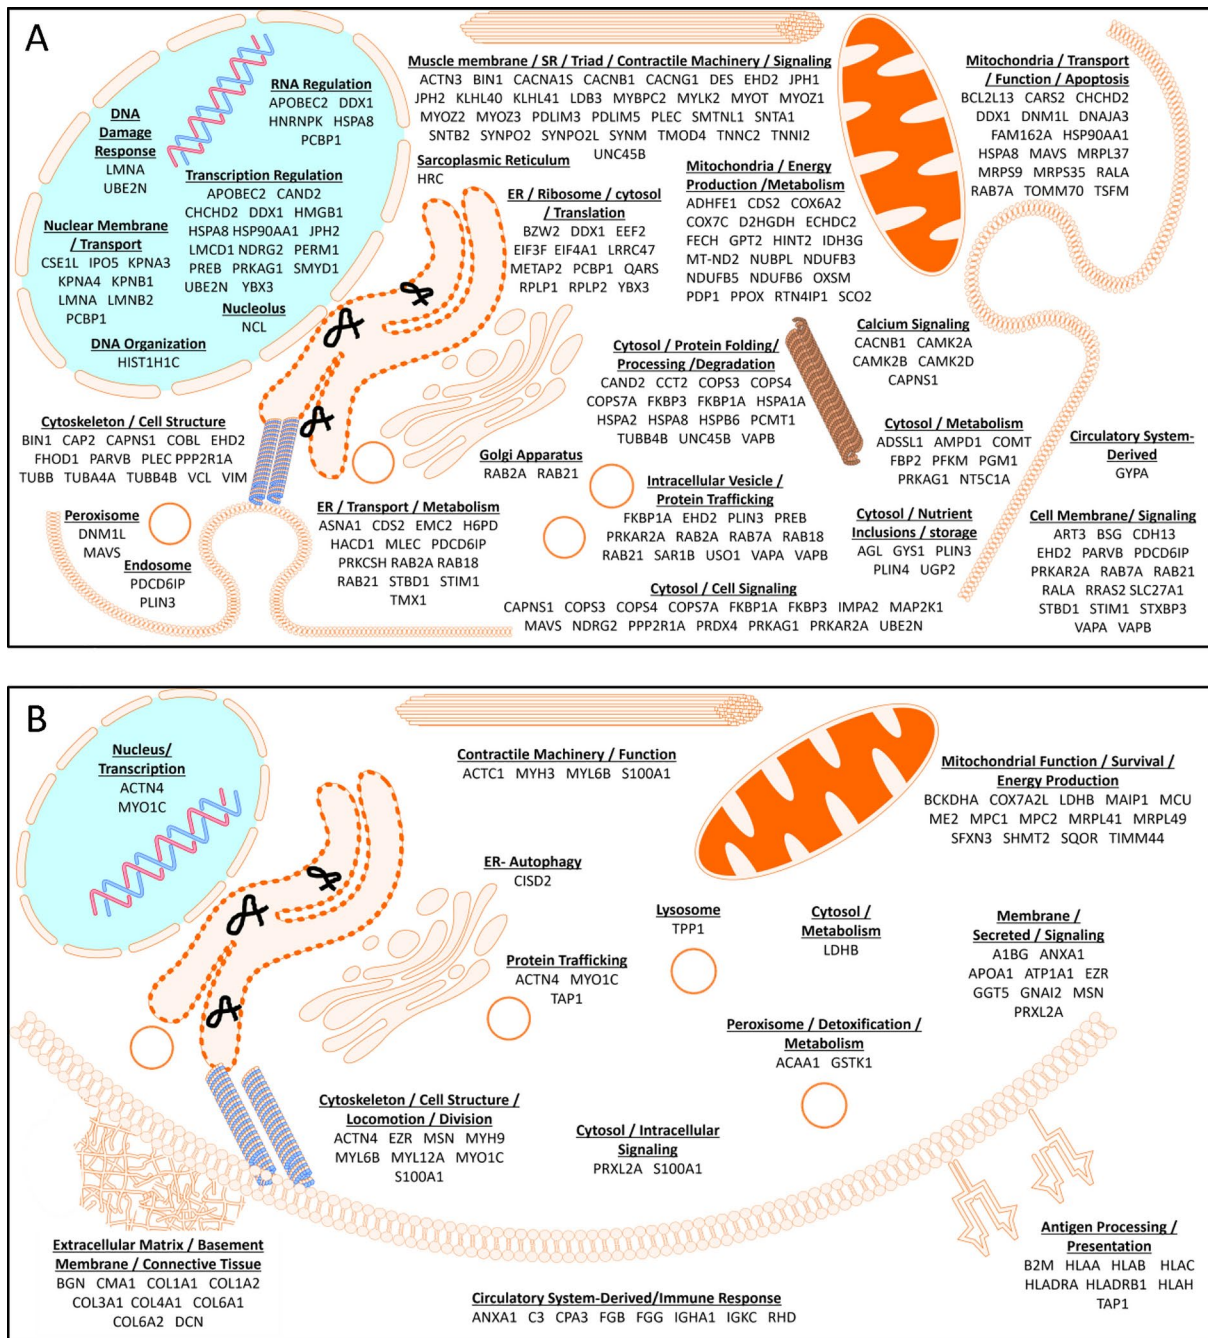 A
RNA Regulation
APOBEC2 DDX1
HNRNPK HSPA8
PCBP1
DNA
Damage
Response
LMNA
UBE2N
Transcription Regulation
APOBEC2 CAND2
CHCHD2 DDX1 HMGB1
HSPA8 HSP90AA1 JPH2
LMCD1 NDRG2 PERM1
PREB PRKAG1 SMYD1
UBE2N YBX3
Nuclear Membrane
/ Transport
CSE1L IPO5 KPNA3
KPNA4 KPNB1
LMNA LMNB2
PCBP1
Nucleolus
NCL
DNA Organization
HIST1H1C
Muscle membrane / SR / Triad / Contractile Machinery / Signaling
ACTN3 BIN1 CACNA1S CACNB1 CACNG1 DES EHD2 JPH1
JPH2 KLHL40 KLHL41 LDB3 MYBPC2 MYLK2 MYOT MYOZ1
MYOZ2 MYOZ3 PDLIM3 PDLIM5 PLEC SMTNL1 SNTA1
SNTB2 SYNPO2 SYNPO2L SYNM TMOD4 TNNC2 TNNI2
UNC45B
Mitochondria / Transport
/ Function / Apoptosis
BCL2L13 CARS2 CHCHD2
DDX1 DNM1L DNAJA3
FAM162A HSP90AA1
HSPA8 MAVS MRPL37
MRPS9 MRPS35 RALA
RAB7A TOMM70 TSFM
Sarcoplasmic Reticulum
HRC
ER / Ribosome / cytosol
/ Translation
BZW2 DDX1 EEF2
EIF3F EIF4A1 LRRC47
METAP2 PCBP1 QARS
RPLP1 RPLP2 YBX3
Mitochondria / Energy
Production /Metabolism
ADHFE1 CDS2 COX6A2
COX7C D2HGDH ECHDC2
FECH GPT2 HINT2 IDH3G
MT-ND2 NUBPL NDUFB3
NDUFB5 NDUFB6 OXSM
PDP1 PPOX RTN4IP1 SCO2
Calcium Signaling
CACNB1 CAMK2A
CAMK2B CAMK2D
CAPNS1
Cytosol / Protein Folding/
Processing /Degradation
CAND2 CCT2 COPS3 COPS4
COPS7A FKBP3 FKBP1A HSPA1A
HSPA2 HSPA8 HSPB6 PCMT1
TUBB4B UNC45B VAPB
Cytoskeleton / Cell Structure
BIN1 CAP2 CAPNS1 COBL EHD2
FHOD1 PARVB PLEC PPP2R1A
TUBB TUBA4A TUBB4B VCL VIM
Golgi Apparatus
RAB2A RAB21
Cytosol / Metabolism
ADSSL1 AMPD1 COMT
FBP2 PFKM PGM1
PRKAG1 NT5C1A
Circulatory System-
Derived
GYPA
Peroxisome
DNM1L
MAVS
Endosome
PDCD6IP
PLIN3
ER / Transport / Metabolism
ASNA1 CDS2 EMC2 H6PD
HACD1 MLEC PDCD6IP
PRKCSH RAB2A RAB18
RAB21 STBD1 STIM1
TMX1
Intracellular Vesicle /
Protein Trafficking
FKBP1A EHD2 PLIN3 PREB
PRKAR2A RAB2A RAB7A RAB18
RAB21 SAR1B USO1 VAPA VAPB
Cytosol / Nutrient
Inclusions / storage
AGL GYS1 PLIN3
PLIN4 UGP2
Cell Membrane/ Signaling
ART3 BSG CDH13
EHD2 PARVB PDCD6IP
PRKAR2A RAB7A RAB21
RALA RRAS2 SLC27A1
STBD1 STIM1 STXBP3
VAPA VAPB
Cytosol / Cell Signaling
CAPNS1 COPS3 COPS4 COPS7A FKBP1A FKBP3 IMPA2 MAP2K1
MAVS NDRG2 PPP2R1A PRDX4 PRKAG1 PRKAR2A UBE2N
B
Nucleus/
Transcription
ACTN4
MYO1C
Contractile Machinery / Function
ACTC1 MYH3 MYL6B S100A1
Mitochondrial Function / Survival /
Energy Production
BCKDHA COX7A2L LDHB MAIP1 MCU
ME2 MPC1 MPC2 MRPL41 MRPL49
SFXN3 SHMT2 SQOR TIMM44
ER- Autophagy
CISD2
Lysosome
TPP1
Cytosol /
Metabolism
LDHB
Membrane /
Secreted / Signaling
A1BG ANXA1
APOA1 ATP1A1 EZR
GGT5 GNAI2 MSN
PRXL2A
Protein Trafficking
ACTN4 MYO1C
TAP1
Peroxisome / Detoxification /
Metabolism
ACAA1 GSTK1
Cytoskeleton / Cell Structure /
Locomotion / Division
ACTN4 EZR MSN MYH9
MYL6B MYL12A MYO1C
S100A1
Cytosol / Intracellular
Signaling
PRXL2A S100A1
Extracellular Matrix / Basement
Membrane / Connective Tissue
BGN CMA1 COL1A1 COL1A2
COL3A1 COL4A1 COL6A1
COL6A2 DCN
Antigen Processing /
Presentation
B2M HLAA HLAB HLAC
HLADRA HLADRB1 HLAH
TAP1
Circulatory System-Derived/Immune Response
ANXA1 C3 CPA3 FGB FGG IGHA1 IGKC RHD